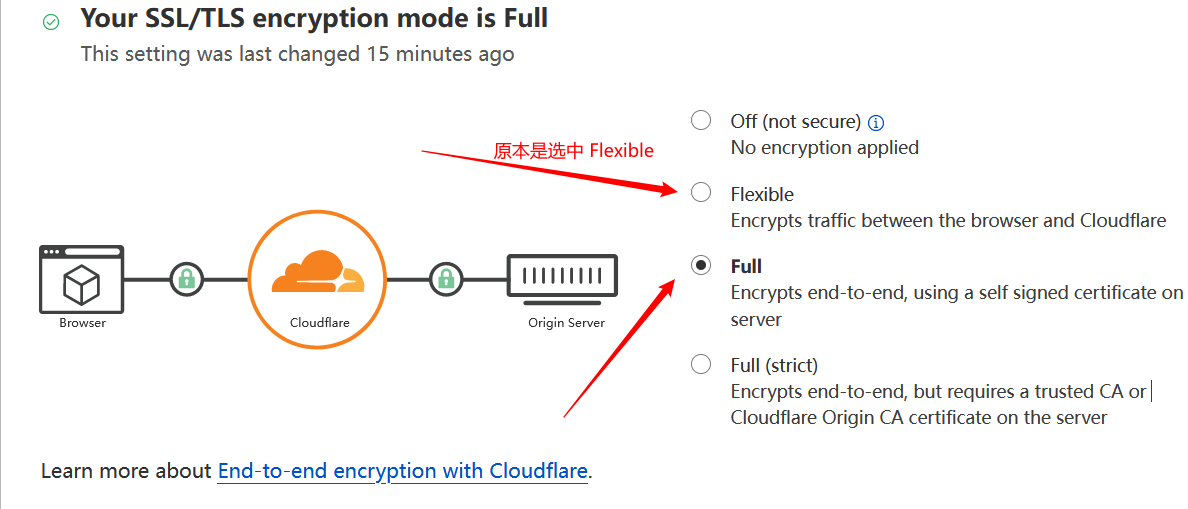 Your SSL/TLS encryption mode is Full
This setting was last changed 15 minutes ago
Off (not secure)
No encryption applied
原本是选中 Flexible
Flexible
Encrypts traffic between the browser and Cloudflare
Full
Encrypts end-to-end, using a self signed certificate on
server
Full (strict)
Encrypts end-to-end, but requires a trusted CA or
Cloudflare Origin CA certificate on the server
Browser
Cloudflare
Origin Server
Learn more about End-to-end encryption with Cloudflare.